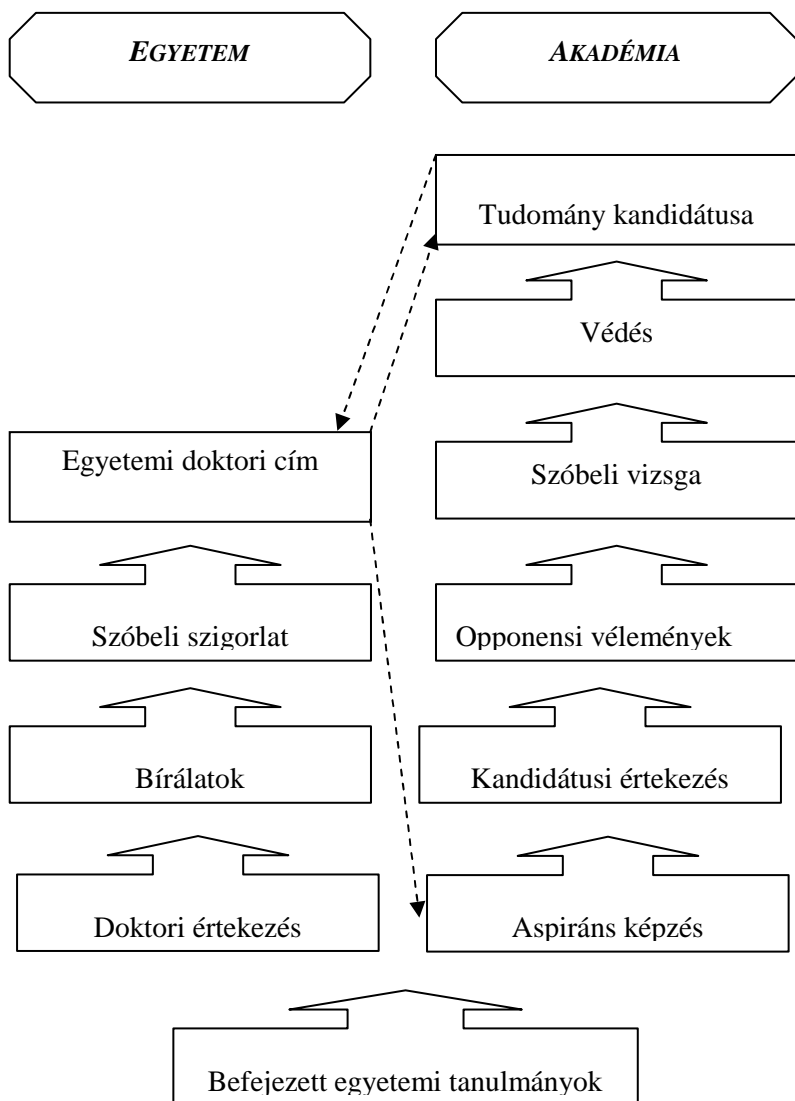 EGYETEM
AKADÉMIA
Tudomány kandidátusa
Védés
Egyetemi doktori cím
Szóbeli vizsga
Szóbeli szigorlat
Opponensi vélemények
Bírálatok
Kandidátusi értekezés
Doktori értekezés
Aspiráns képzés
Befejezett egyetemi tanulmányok